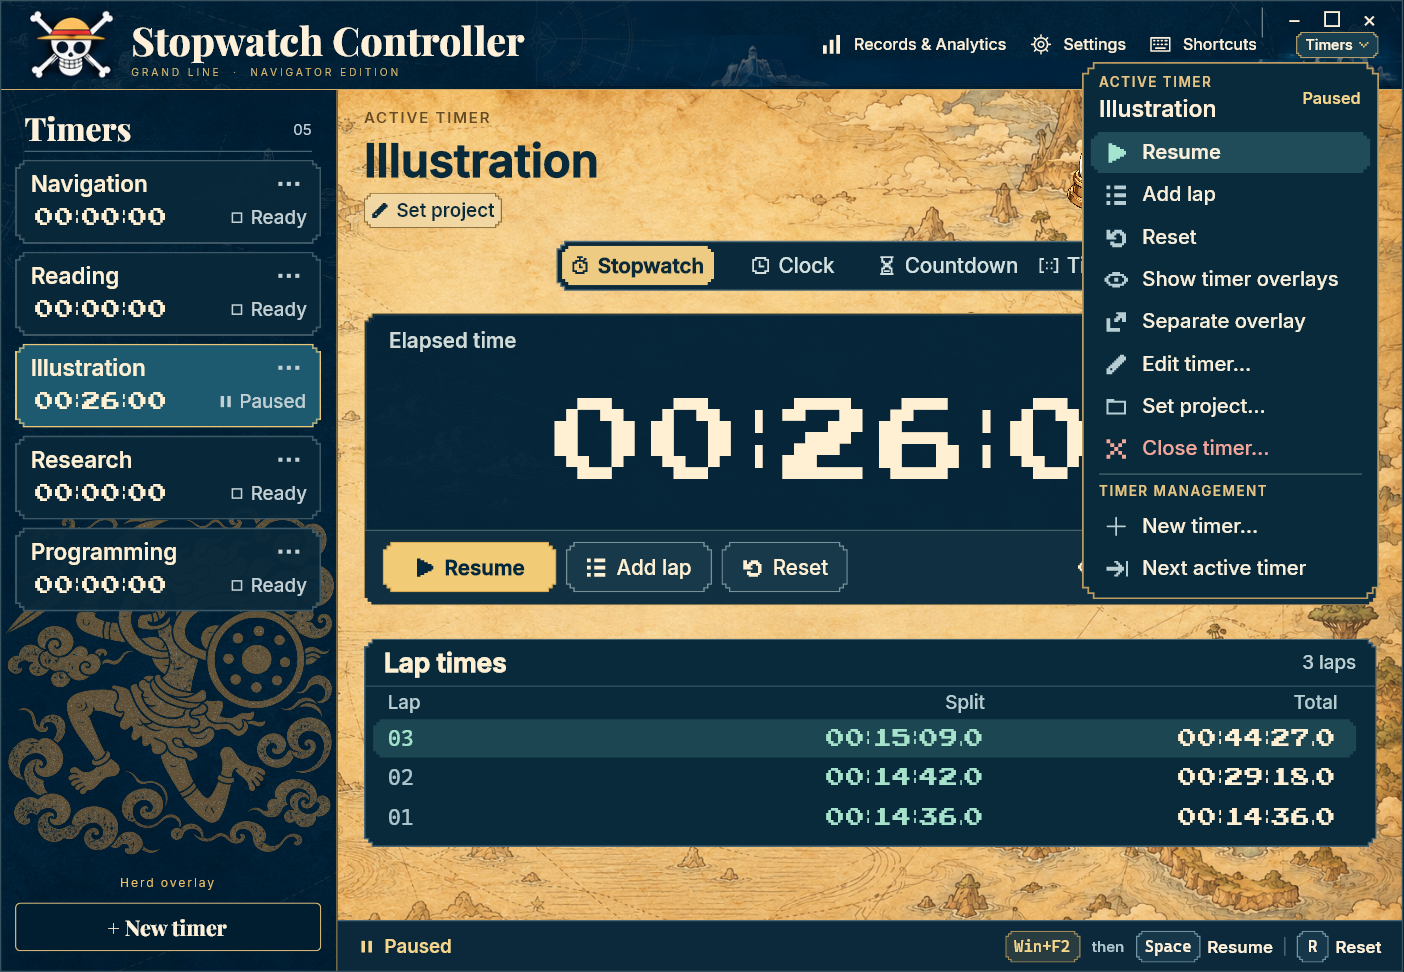 Stopwatch Controller
GRAND LINE · NAVIGATOR EDITION
Records & Analytics
Settings
Shortcuts
Timers
Timers
05
Navigation
00:00:00
Ready
Reading
00:00:00
Ready
Illustration
00:26:00
Paused
Research
00:00:00
Ready
Programming
00:00:00
Ready
Herd overlay
+ New timer
ACTIVE TIMER
Illustration
Set project
Stopwatch
Clock
Countdown
Elapsed time
00:26:0
Resume
Add lap
Reset
Lap times
3 laps
Lap Split Total
03 00:15:09.0 00:44:27.0
02 00:14:42.0 00:29:18.0
01 00:14:36.0 00:14:36.0
ACTIVE TIMER
Illustration
Paused
Resume
Add lap
Reset
Show timer overlays
Separate overlay
Edit timer...
Set project...
Close timer...
TIMER MANAGEMENT
New timer...
Next active timer
Paused
Win+F2 then Space Resume R Reset